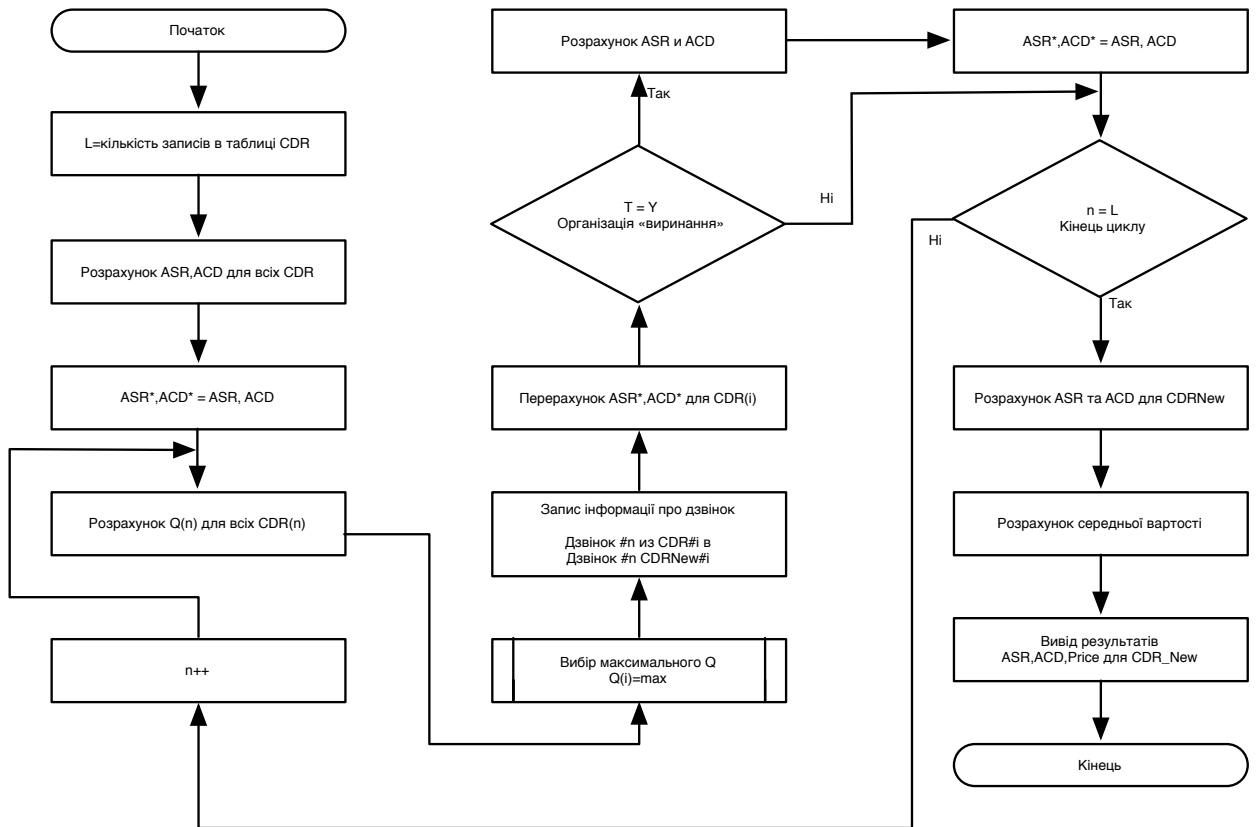 Початок
L=кількість записів в таблиці CDR
Розрахунок ASR,ACD для всіх CDR
ASR*,ACD* = ASR, ACD
Розрахунок Q(n) для всіх CDR(n)
n++
Розрахунок ASR и ACD
Так
T = Y
Організація «виринання»
Ні
Перерахунок ASR*,ACD* для CDR(i)
Запис інформації про дзвінок
Дзвінок #n из CDR#i в
Дзвінок #n CDRNew#i
Вибір максимального Q
Q(i)=max
ASR*,ACD* = ASR, ACD
n = L
Кінець циклу
Ні
Так
Розрахунок ASR та ACD для CDRNew
Розрахунок середньої вартості
Вивід результатів
ASR,ACD,Price для CDR_New
Кінець